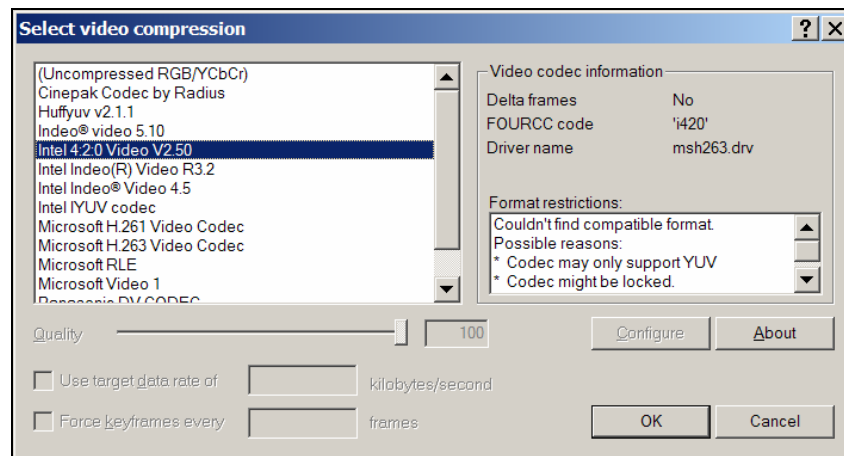 Select video compression
(Uncompressed RGB/YCbCr)
Cinepak Codec by Radius
Huffyuv v2.1.1
Indeo® video 5.10
Intel 4:2:0 Video V2.50
Intel Indeo(R) Video R3.2
Intel Indeo® Video 4.5
Intel IYUV codec
Microsoft H.261 Video Codec
Microsoft H.263 Video Codec
Microsoft RLE
Microsoft Video 1
Panasonic DV CODEC
Video codec information
Delta frames No
FOURCC code 'i420'
Driver name msh263.drv
Format restrictions:
Couldn't find compatible format.
Possible reasons:
* Codec may only support YUV
* Codec might be locked.
Quality 100
Configure About
Use target data rate of kilobytes/second
Force keyframes every frames
OK Cancel